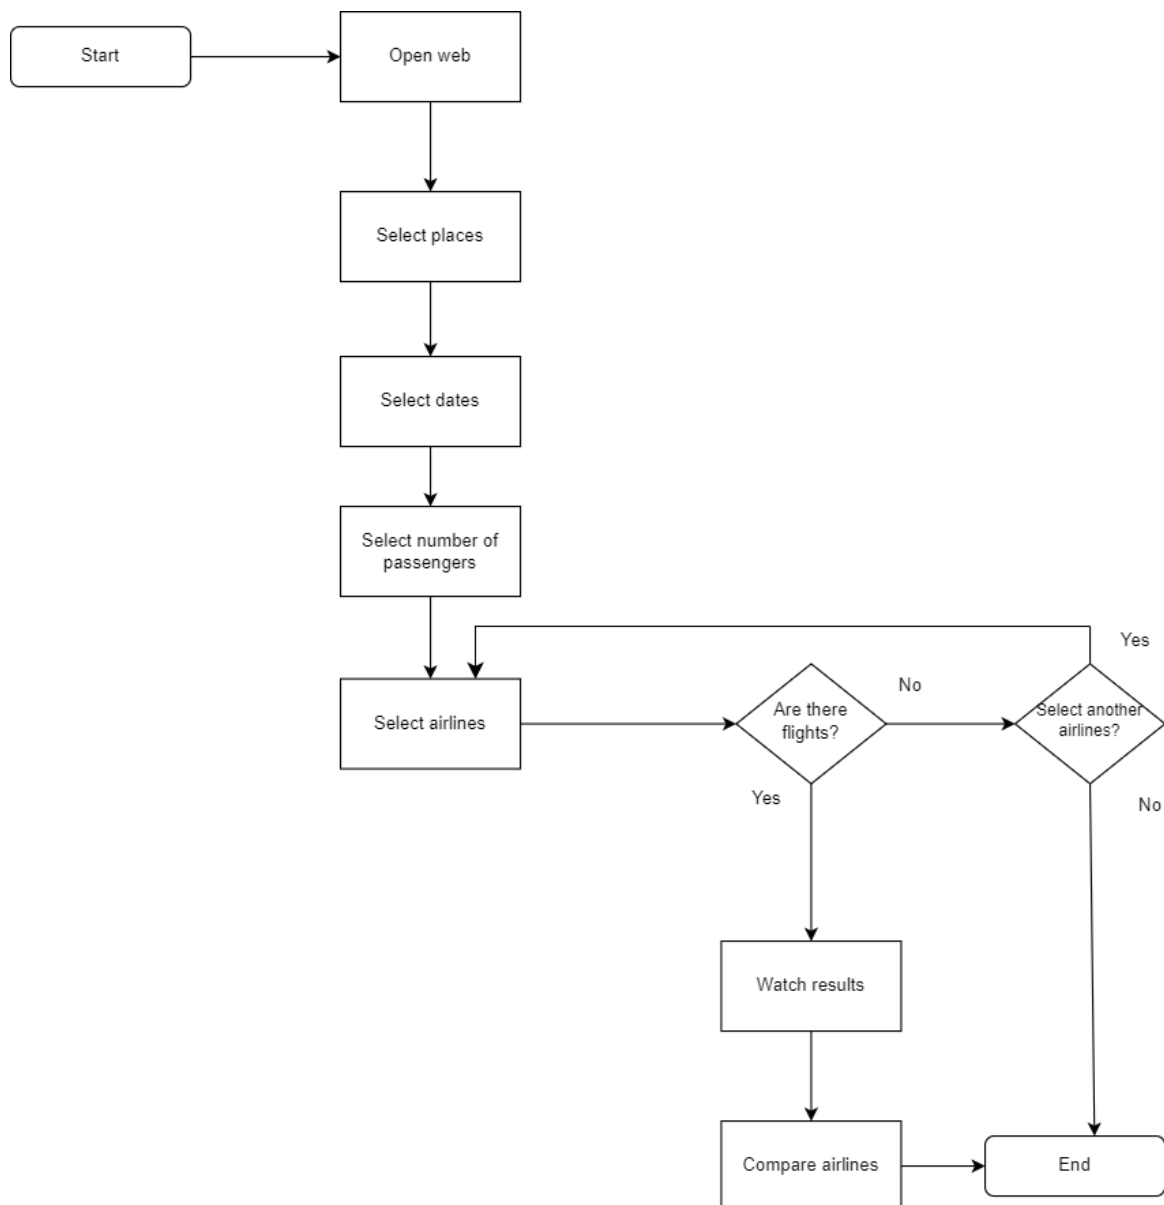 Start
Open web
Select places
Select dates
Select number of
passengers
Yes
Select airlines
Are there
flights?
No
Select another
airlines?
Yes
No
Watch results
Compare airlines
End